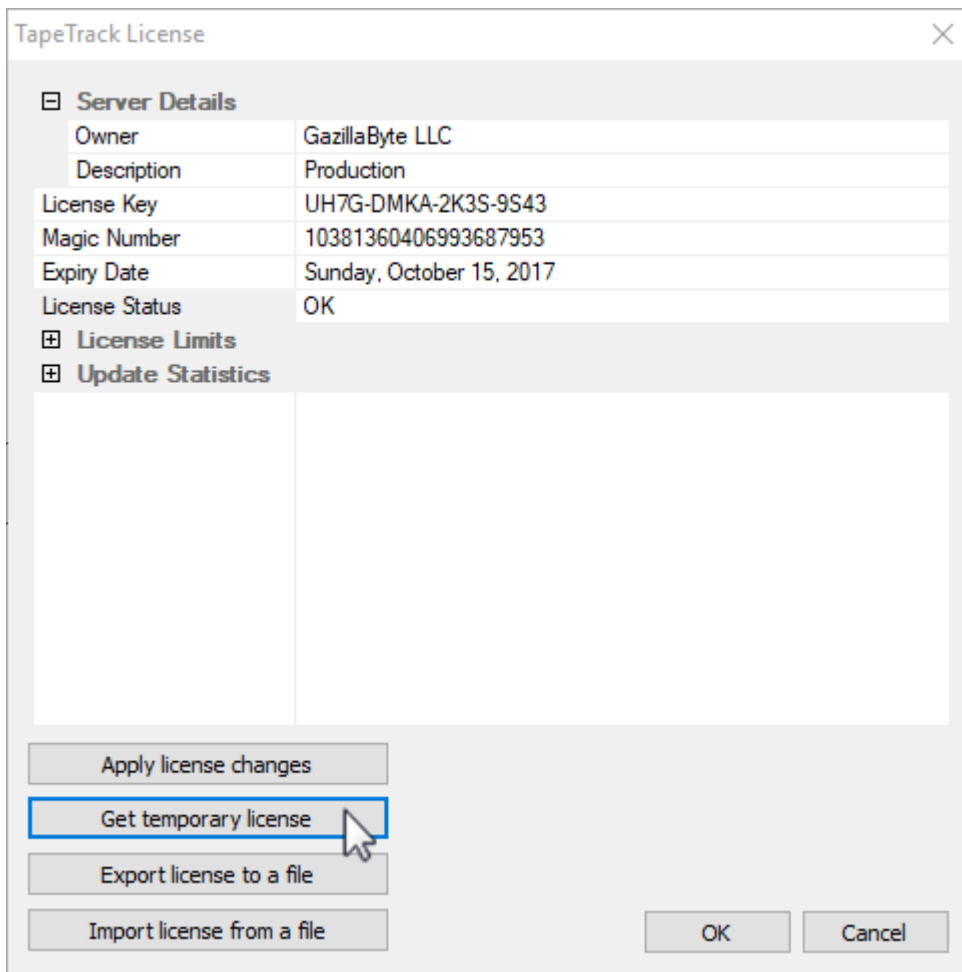 TapeTrack License
Server Details
Owner GazillaByte LLC
Description Production
License Key UH7G-DMKA-2K3S-9S43
Magic Number 10381360406993687953
Expiry Date Sunday, October 15, 2017
License Status OK
License Limits
Update Statistics
Apply license changes
Get temporary license
Export license to a file
Import license from a file
OK Cancel